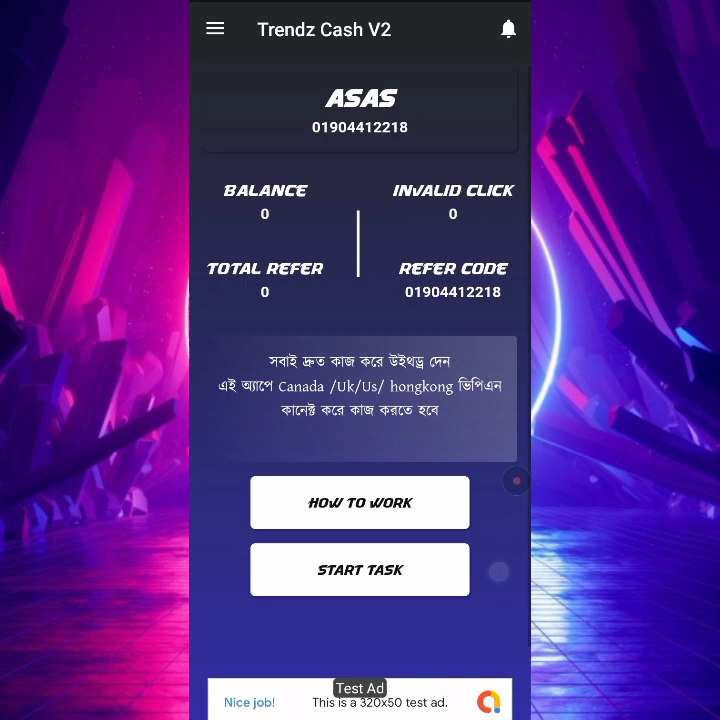 Trendz Cash V2
ASAS
01904412218
BALANCE
0
INVALID CLICK
0
TOTAL REFER
0
REFER CODE
01904412218
সবাই দ্রুত কাজ করে উইথড্র দেন
এই অ্যাপে Canada /Uk/Us/ hongkong ভিপিএন
কানেক্ট করে কাজ করতে হবে
HOW TO WORK
START TASK
Test Ad
Nice job!
This is a 320x50 test ad.